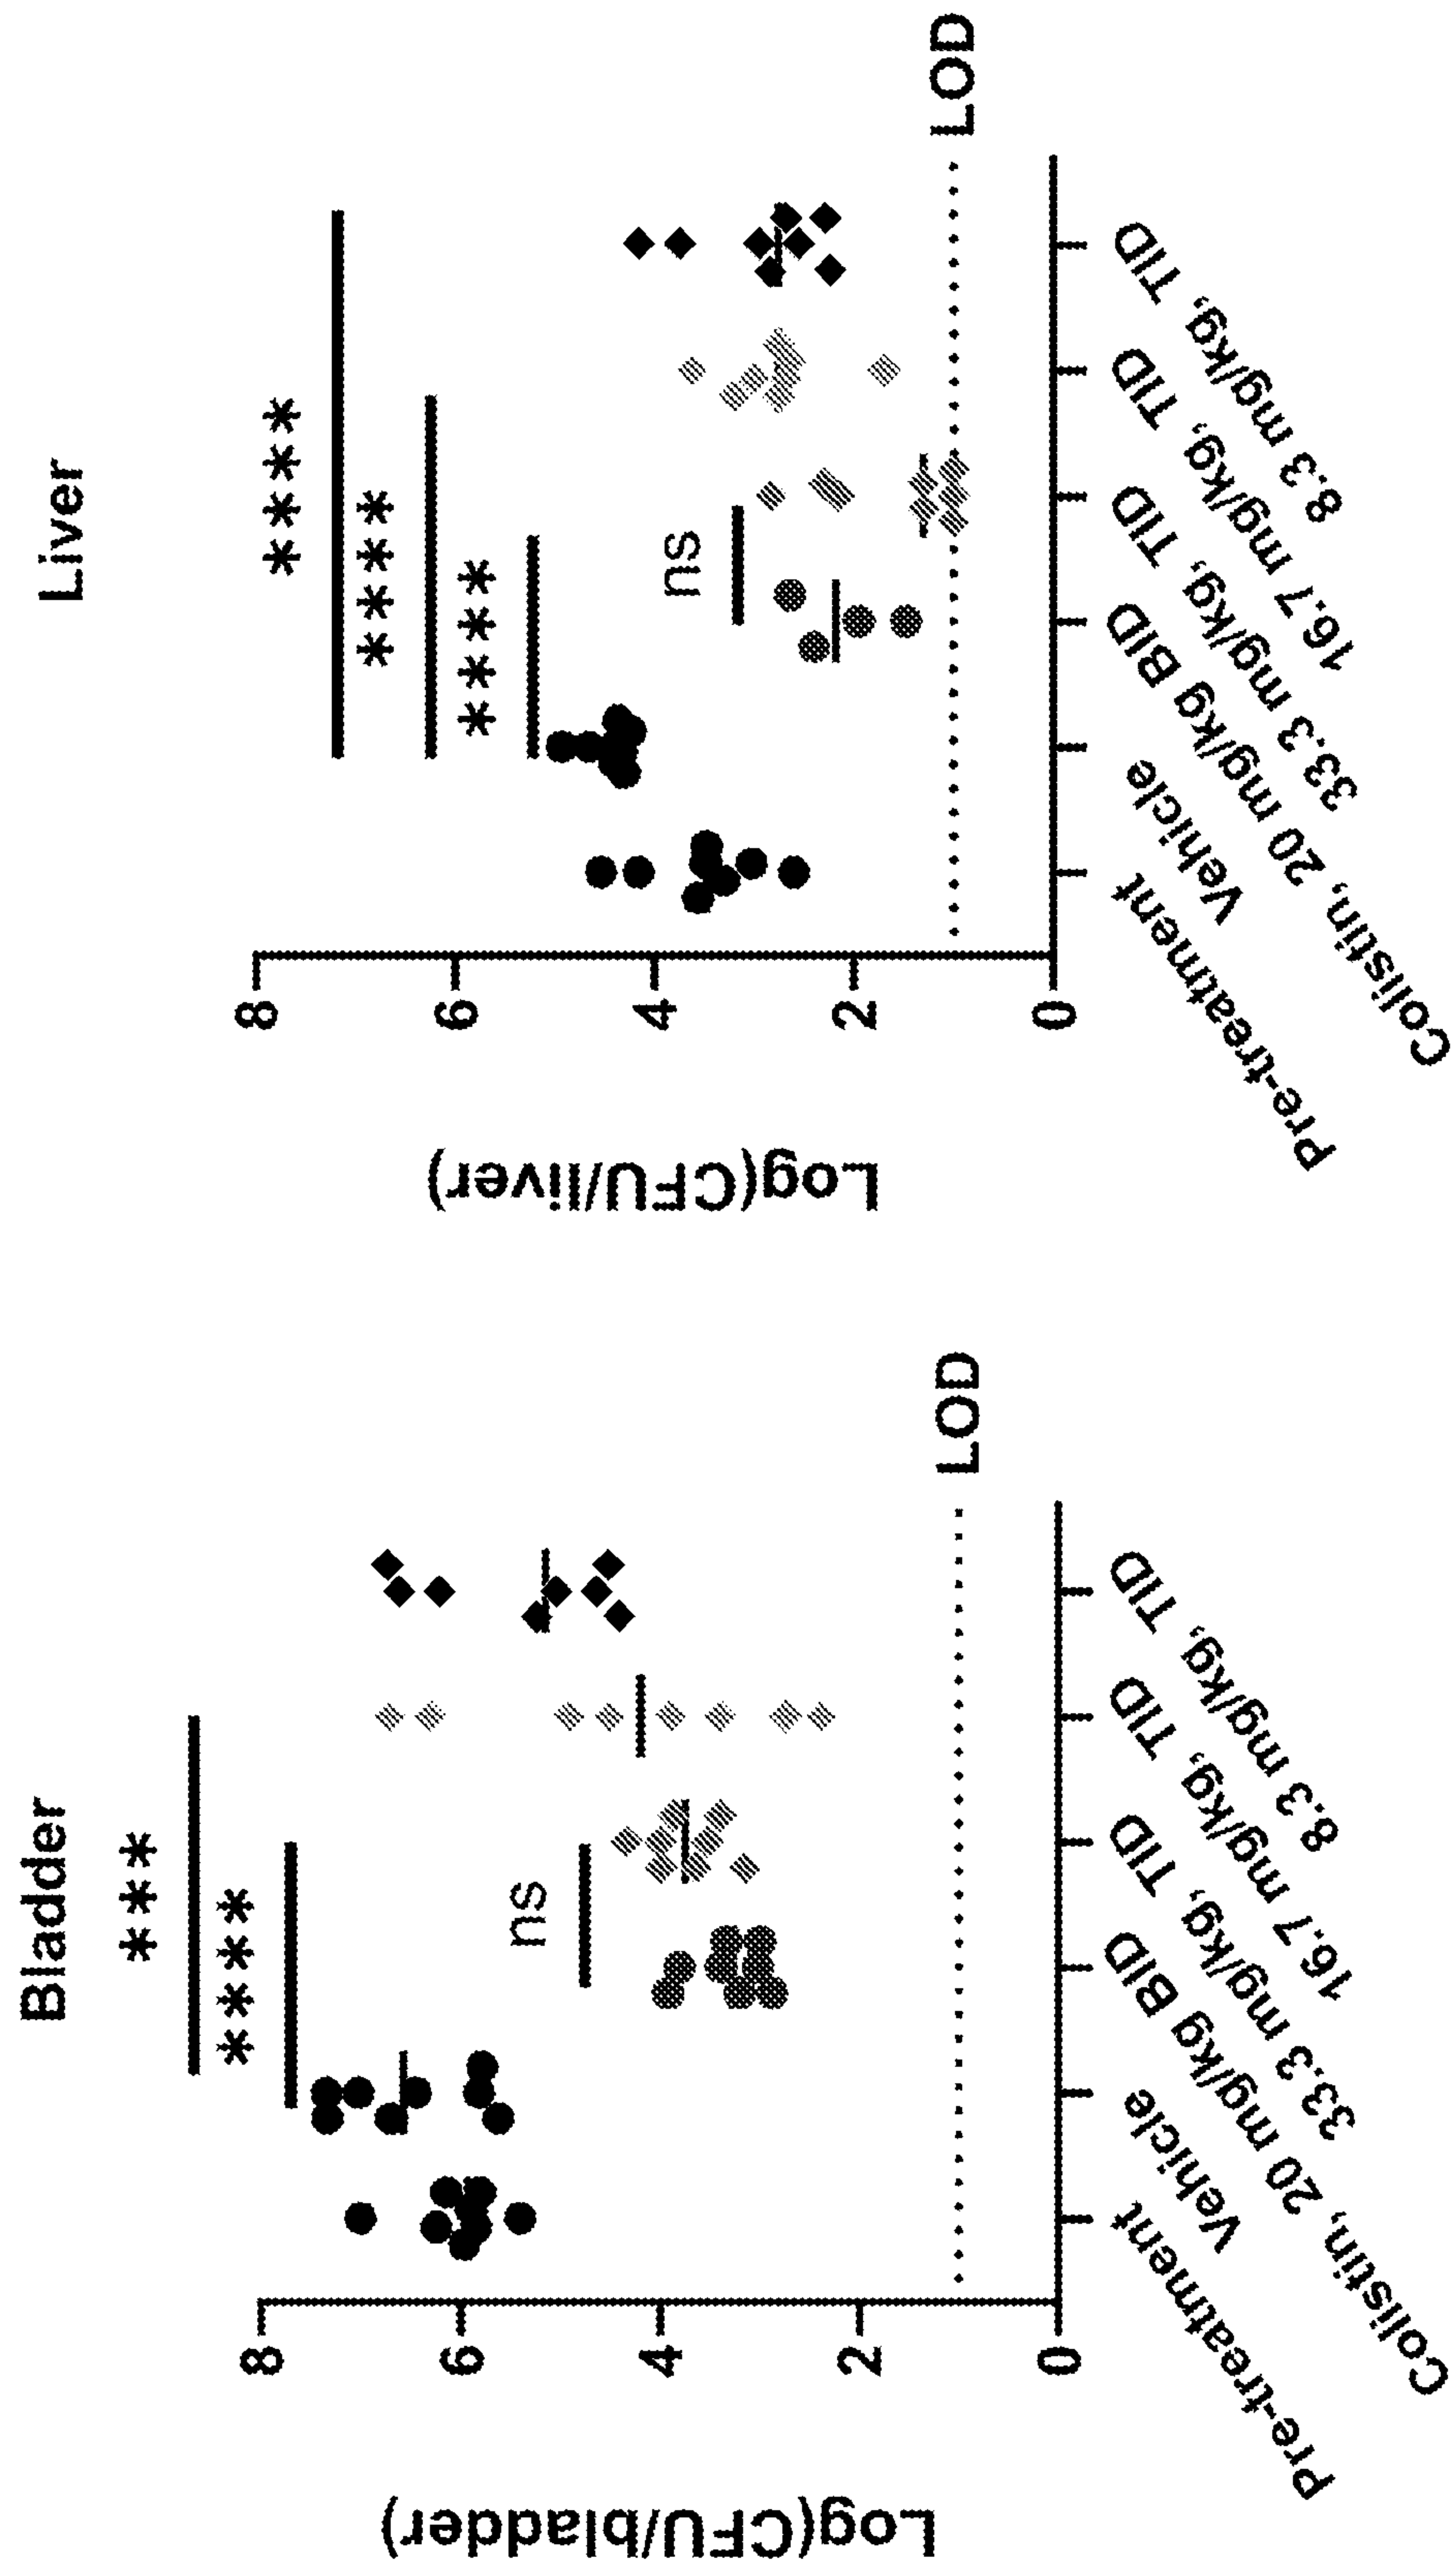 Bladder
***
****
ns
Log(CFU/bladder)
8
6
4
2
0
LOD
Pre-treatment
Vehicle
Colistin, 20 mg/kg BID
33.3 mg/kg, TID
16.7 mg/kg, TID
8.3 mg/kg, TID
Liver
****
****
****
ns
Log(CFU/liver)
8
6
4
2
0
LOD
Pre-treatment
Vehicle
Colistin, 20 mg/kg BID
33.3 mg/kg, TID
16.7 mg/kg, TID
8.3 mg/kg, TID